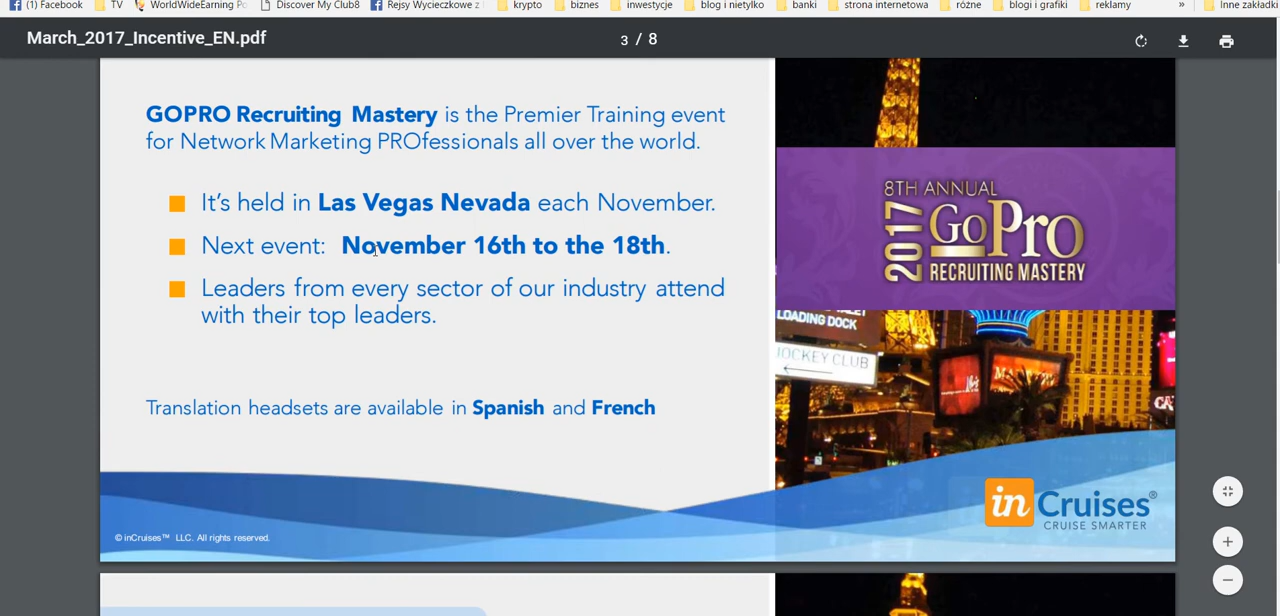 (1) Facebook TV WorldWideEarning Discover My Club8 Rejsy Wycieczkowe z krypto biznes inwestycje blog i nietylko banki strona internetowa różne blogi i grafiki reklamy » Inne zakładki
March_2017_Incentive_EN.pdf 3 / 8
GOPRO Recruiting Mastery is the Premier Training event
for Network Marketing PROfessionals all over the world.
It's held in Las Vegas Nevada each November.
Next event: November 16th to the 18th.
Leaders from every sector of our industry attend
with their top leaders.
Translation headsets are available in Spanish and French
© inCruises™ LLC. All rights reserved.
8TH ANNUAL
2017
GoPro
RECRUITING MASTERY
LOADING DOCK
JOCKEY CLUB
in Cruises®
CRUISE SMARTER